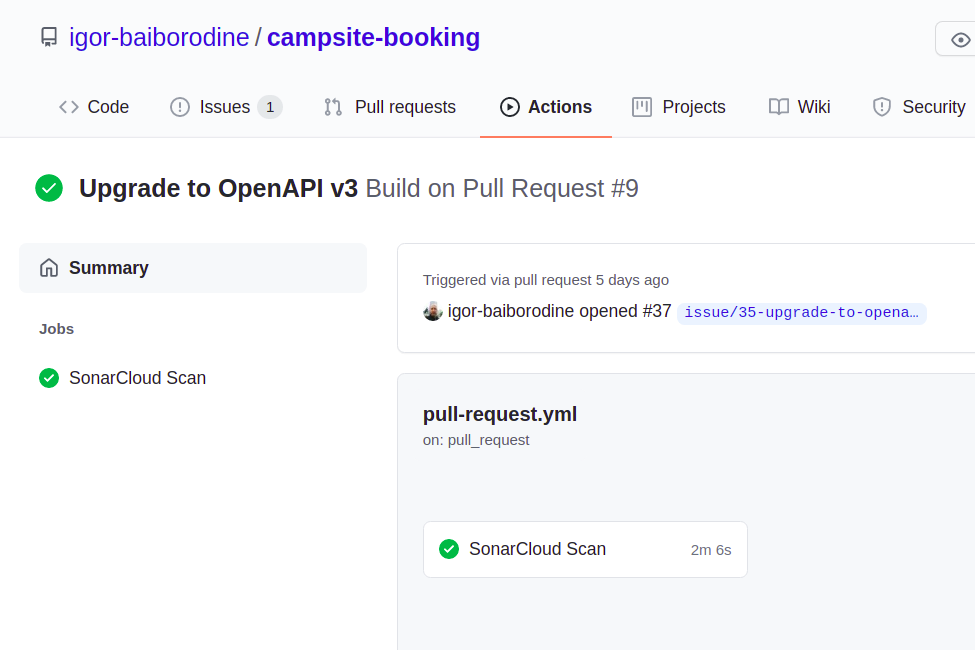 igor-baiborodine / campsite-booking
Code Issues 1 Pull requests Actions Projects Wiki Security
Upgrade to OpenAPI v3 Build on Pull Request #9
Summary
Triggered via pull request 5 days ago
igor-baiborodine opened #37 issue/35-upgrade-to-opena…
Jobs
SonarCloud Scan
pull-request.yml
on: pull_request
SonarCloud Scan 2m 6s